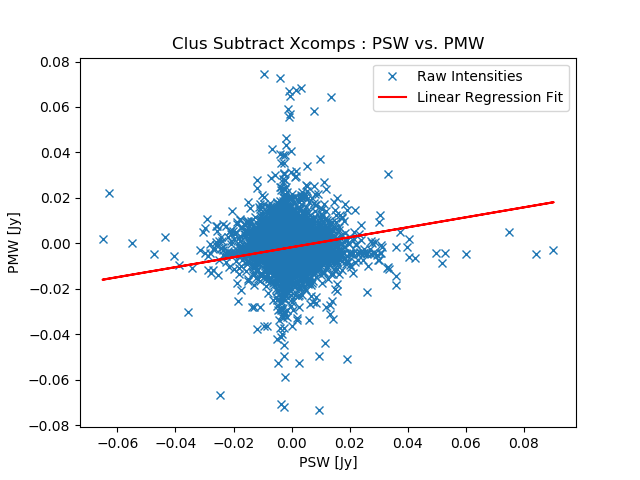 Clus Subtract Xcomps : PSW vs. PMW
Raw Intensities
Linear Regression Fit
0.08
0.06
0.04
0.02
0.00
−0.02
−0.04
−0.06
−0.08
PMW [Jy]
−0.06 −0.04 −0.02 0.00 0.02 0.04 0.06 0.08
PSW [Jy]